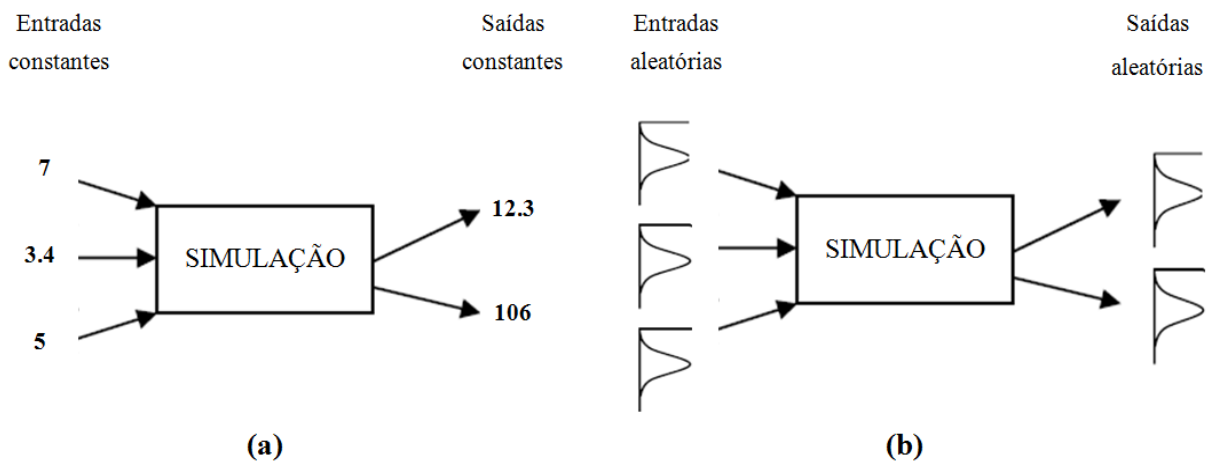 Entradas
constantes
Saídas
constantes
7
3.4
5
SIMULAÇÃO
12.3
106
(a)
Entradas
aleatórias
Saídas
aleatórias
SIMULAÇÃO
(b)